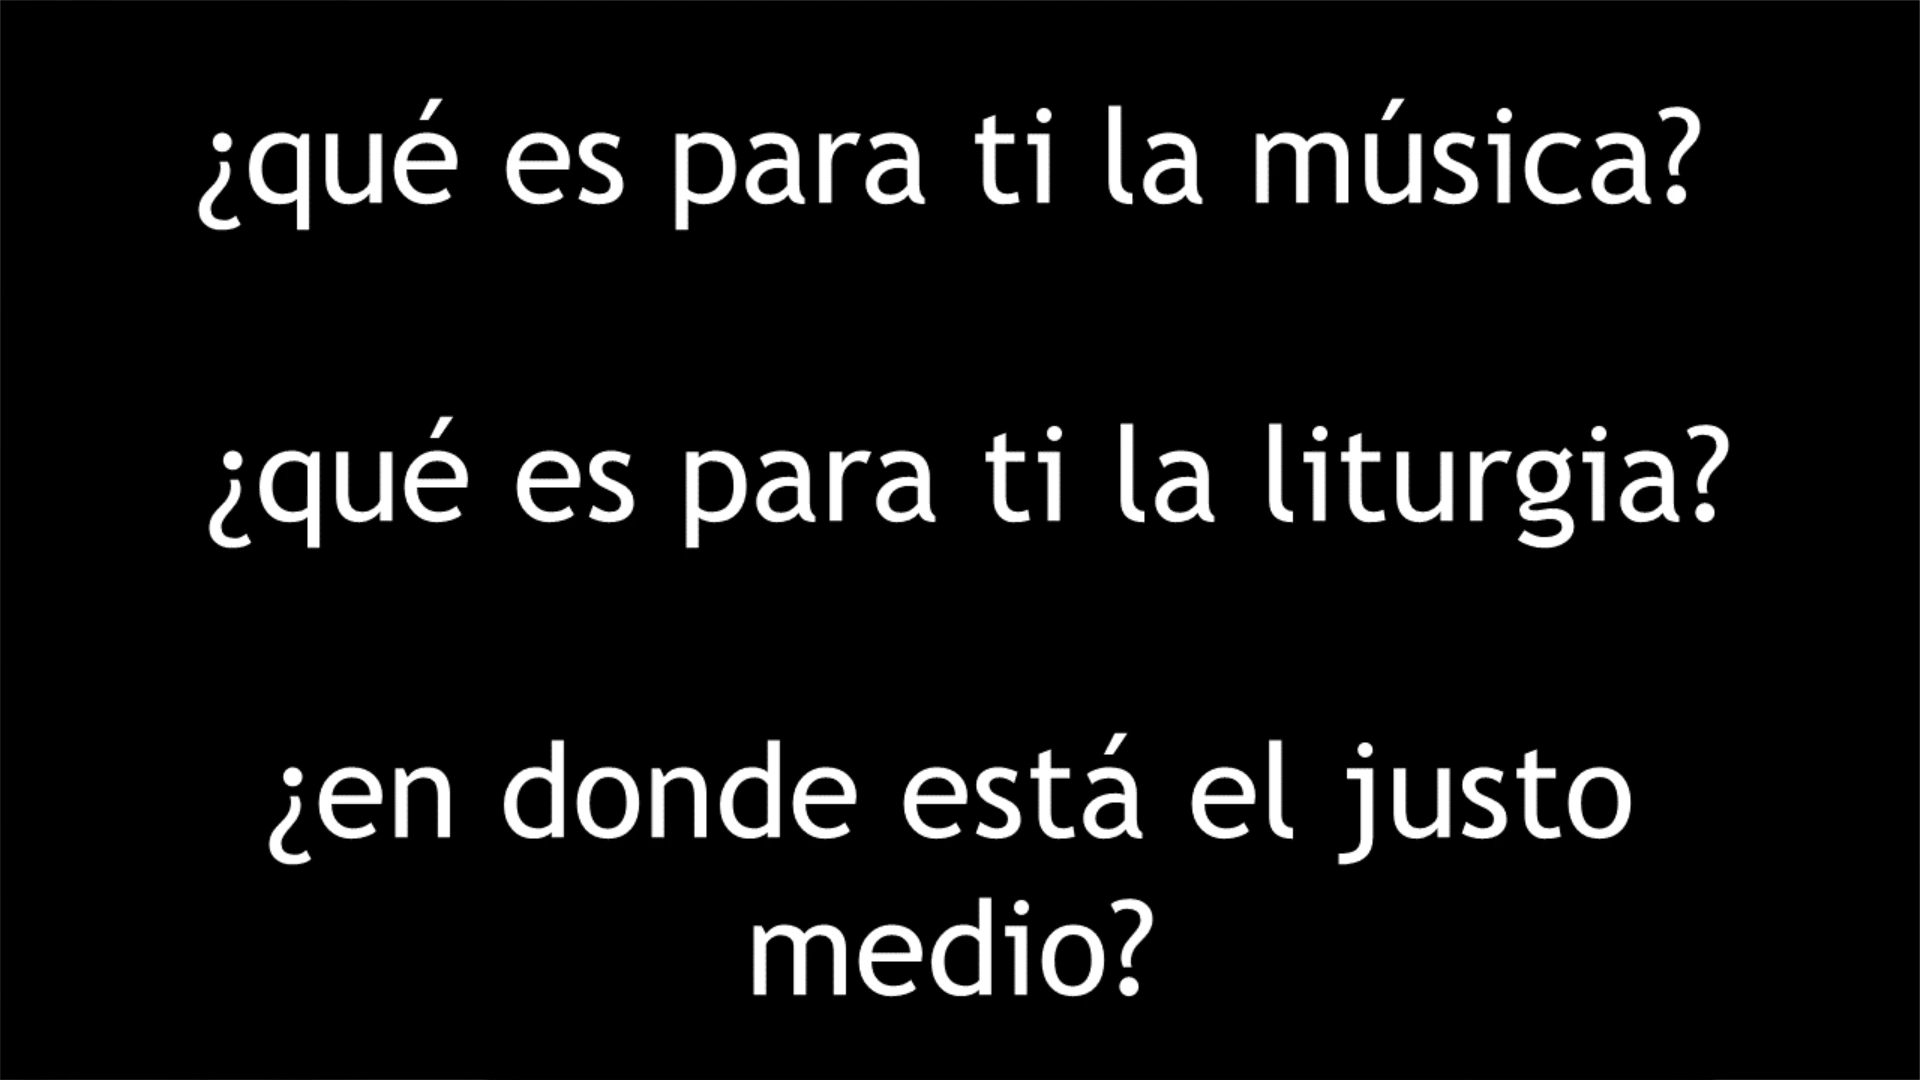 ¿qué es para ti la música?
¿qué es para ti la liturgia?
¿en donde está el justo
medio?